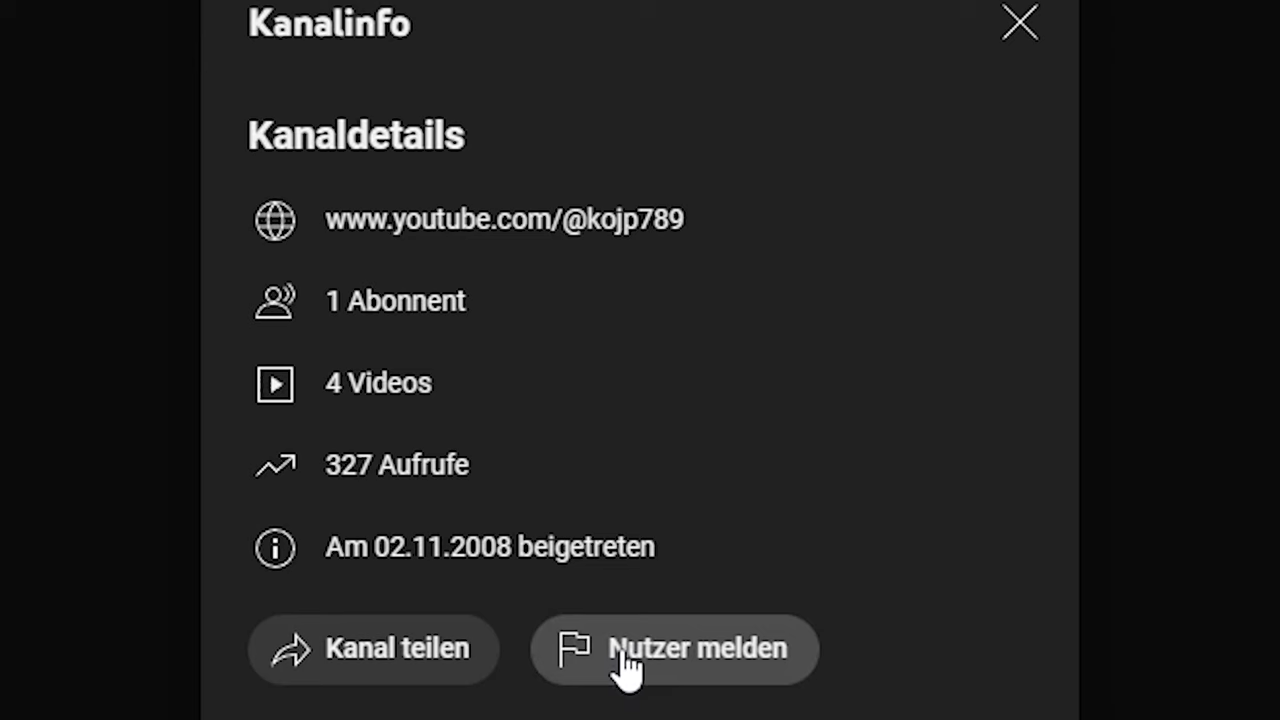 Kanalinfo
Kanaldetails
www.youtube.com/@kojp789
1 Abonnent
4 Videos
327 Aufrufe
Am 02.11.2008 beigetreten
Kanal teilen
Nutzer melden